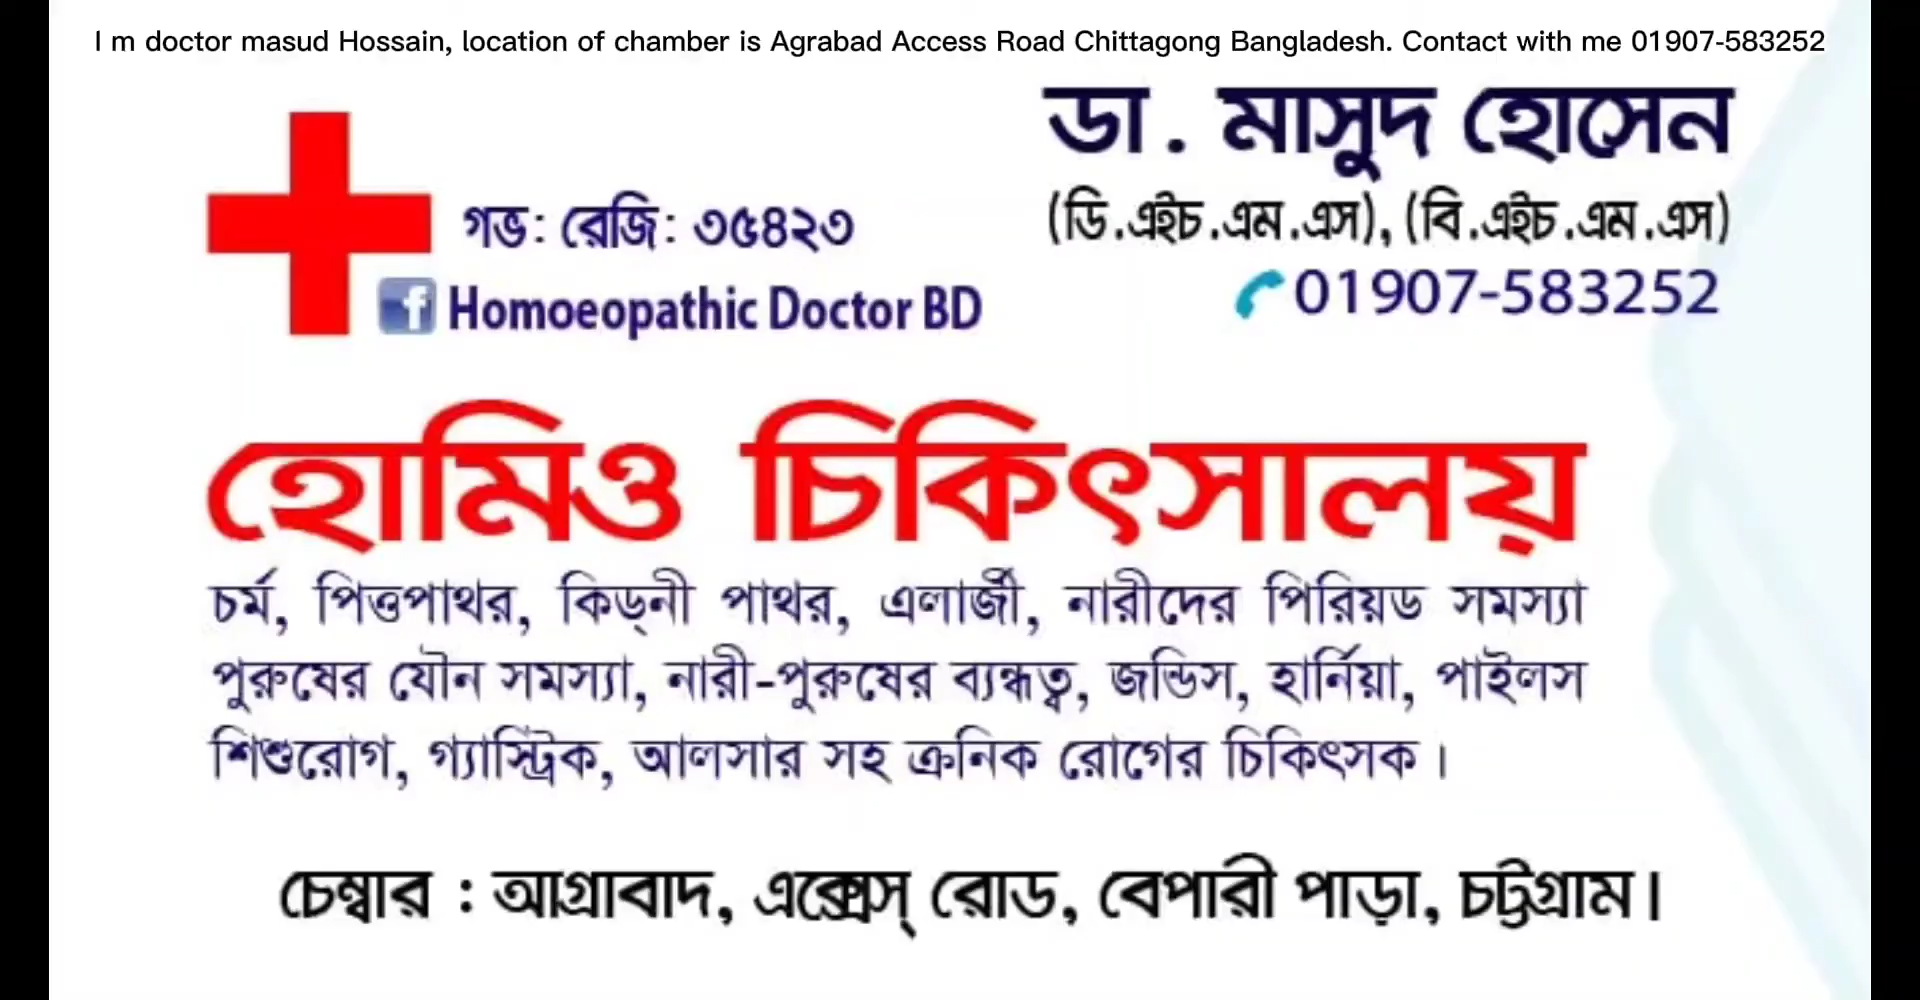 I m doctor masud Hossain, location of chamber is Agrabad Access Road Chittagong Bangladesh. Contact with me 01907-583252
ডা. মাসুদ হোসেন
গভ: রেজি: ৩৫৪২৩
(ডি.এইচ.এম.এস), (বি.এইচ.এম.এস)
f Homoeopathic Doctor BD
01907-583252
হোমিও চিকিৎসালয়
চর্ম, পিত্তপাথর, কিড্‌নী পাথর, এলার্জী, নারীদের পিরিয়ড সমস্যা
পুরুষের যৌন সমস্যা, নারী-পুরুষের ব্যন্ধত্ব, জন্ডিস, হার্নিয়া, পাইলস
শিশুরোগ, গ্যাস্ট্রিক, আলসার সহ ক্রনিক রোগের চিকিৎসক।
চেম্বার : আগ্রাবাদ, এক্সেস্ রোড, বেপারী পাড়া, চট্টগ্রাম।